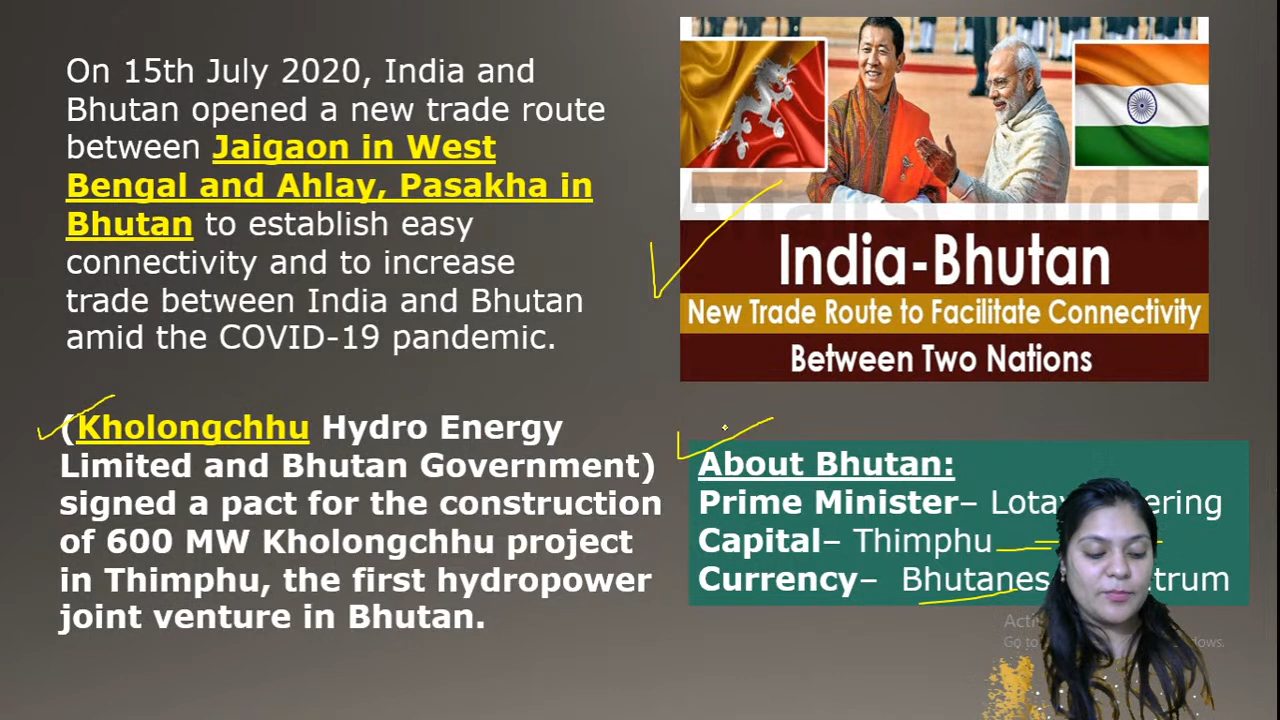 On 15th July 2020, India and
Bhutan opened a new trade route
between Jaigaon in West
Bengal and Ahlay, Pasakha in
Bhutan to establish easy
connectivity and to increase
trade between India and Bhutan
amid the COVID-19 pandemic.
(Kholongchhu Hydro Energy
Limited and Bhutan Government)
signed a pact for the construction
of 600 MW Kholongchhu project
in Thimphu, the first hydropower
joint venture in Bhutan.
India-Bhutan
New Trade Route to Facilitate Connectivity
Between Two Nations
About Bhutan:
Prime Minister–
Capital– Thimphu
Currency–
Go to